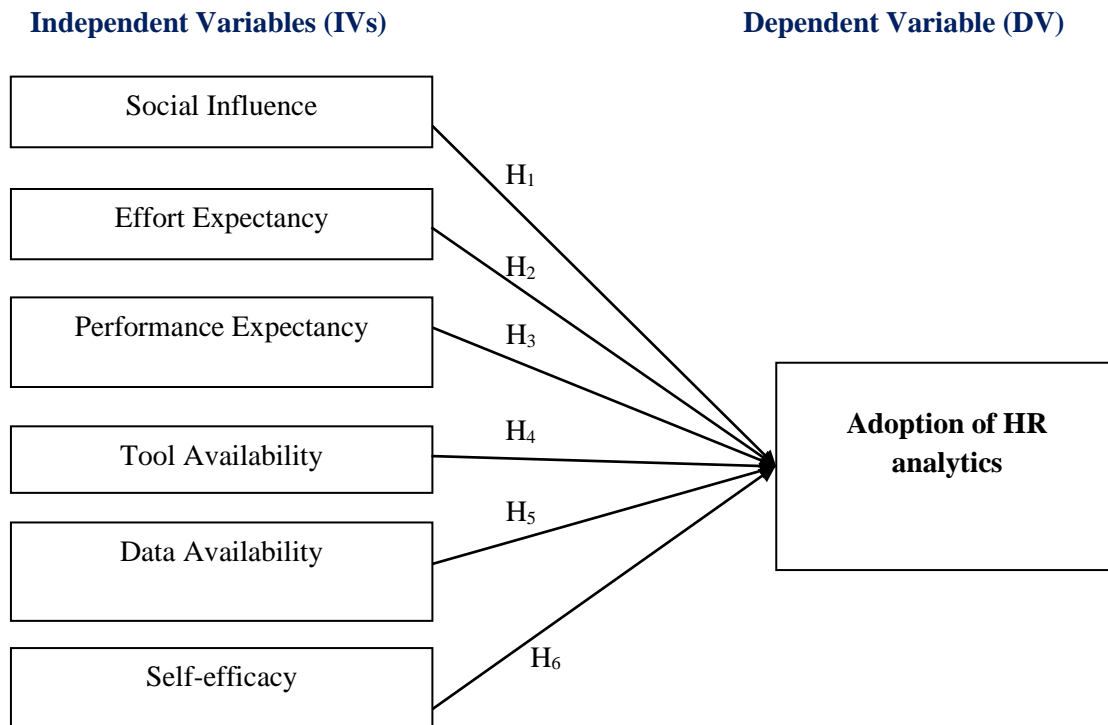 Independent Variables (IVs)
Dependent Variable (DV)
Social Influence
H₁
Effort Expectancy
H₂
Performance Expectancy
H₃
Tool Availability
H₄
Adoption of HR
analytics
Data Availability
H₅
Self-efficacy
H₆